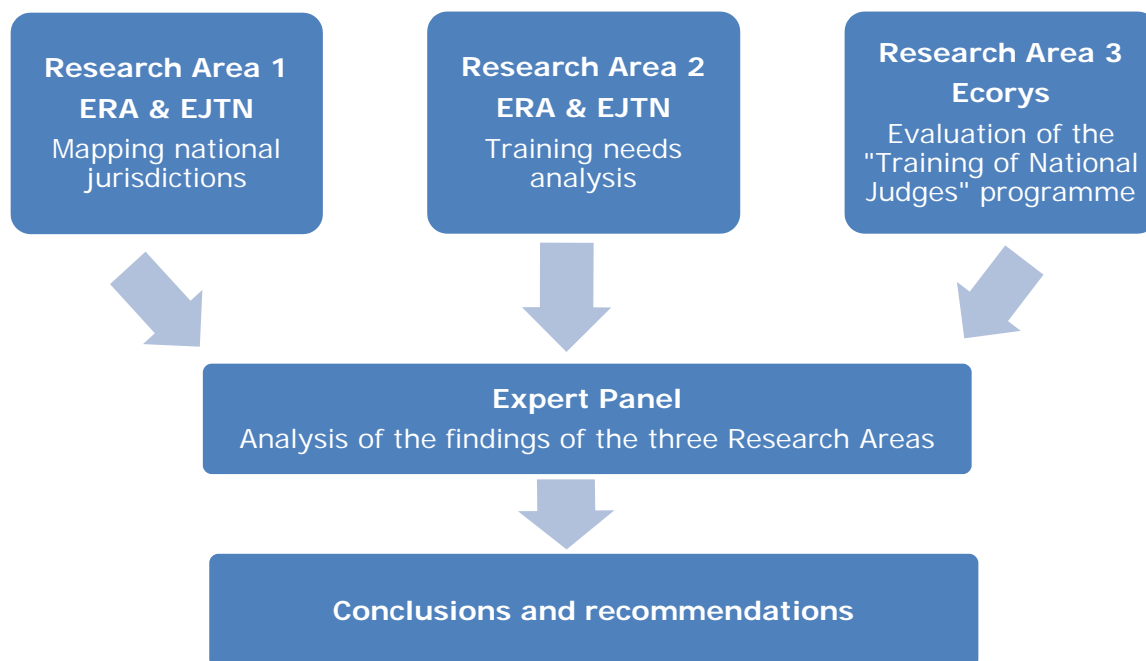 Research Area 1
ERA & EJTN
Mapping national
jurisdictions
Research Area 2
ERA & EJTN
Training needs
analysis
Research Area 3
Ecorys
Evaluation of the
"Training of National
Judges" programme
Expert Panel
Analysis of the findings of the three Research Areas
Conclusions and recommendations